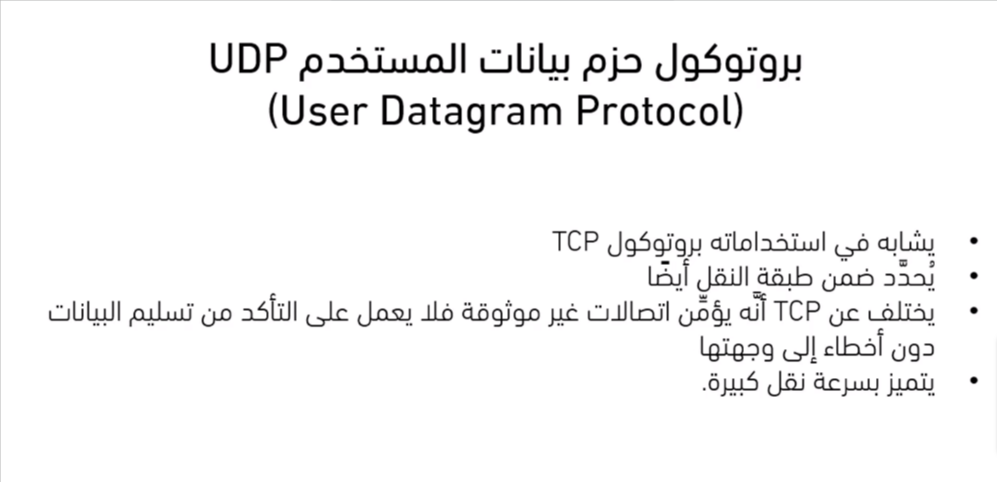 بروتوكول حزم بيانات المستخدم UDP
(User Datagram Protocol)
• يشابه في استخداماته بروتوكول TCP
• يُحدَّد ضمن طبقة النقل أيضًا
• يختلف عن TCP أنَّه يؤمِّن اتصالات غير موثوقة فلا يعمل على التأكد من تسليم البيانات
دون أخطاء إلى وجهتها
• يتميز بسرعة نقل كبيرة.